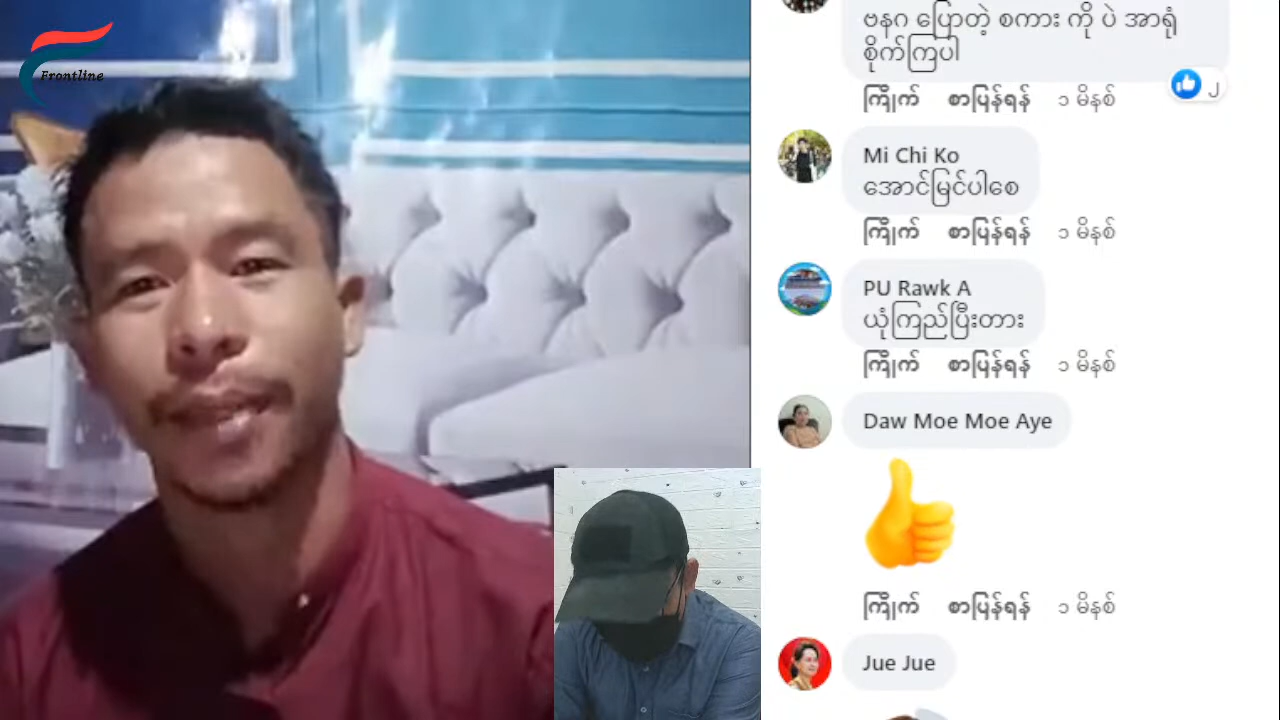 Frontline
ဗနဂ ပြောတဲ့ စကား ကို ပဲ အာရုံ
စိုက်ကြပါ
ကြိုက် စာပြန်ရန် ၁ မိနစ်
၂
Mi Chi Ko
အောင်မြင်ပါစေ
ကြိုက် စာပြန်ရန် ၁ မိနစ်
PU Rawk A
ယုံကြည်ပြီးတား
ကြိုက် စာပြန်ရန် ၁ မိနစ်
Daw Moe Moe Aye
ကြိုက် စာပြန်ရန် ၁ မိနစ်
Jue Jue